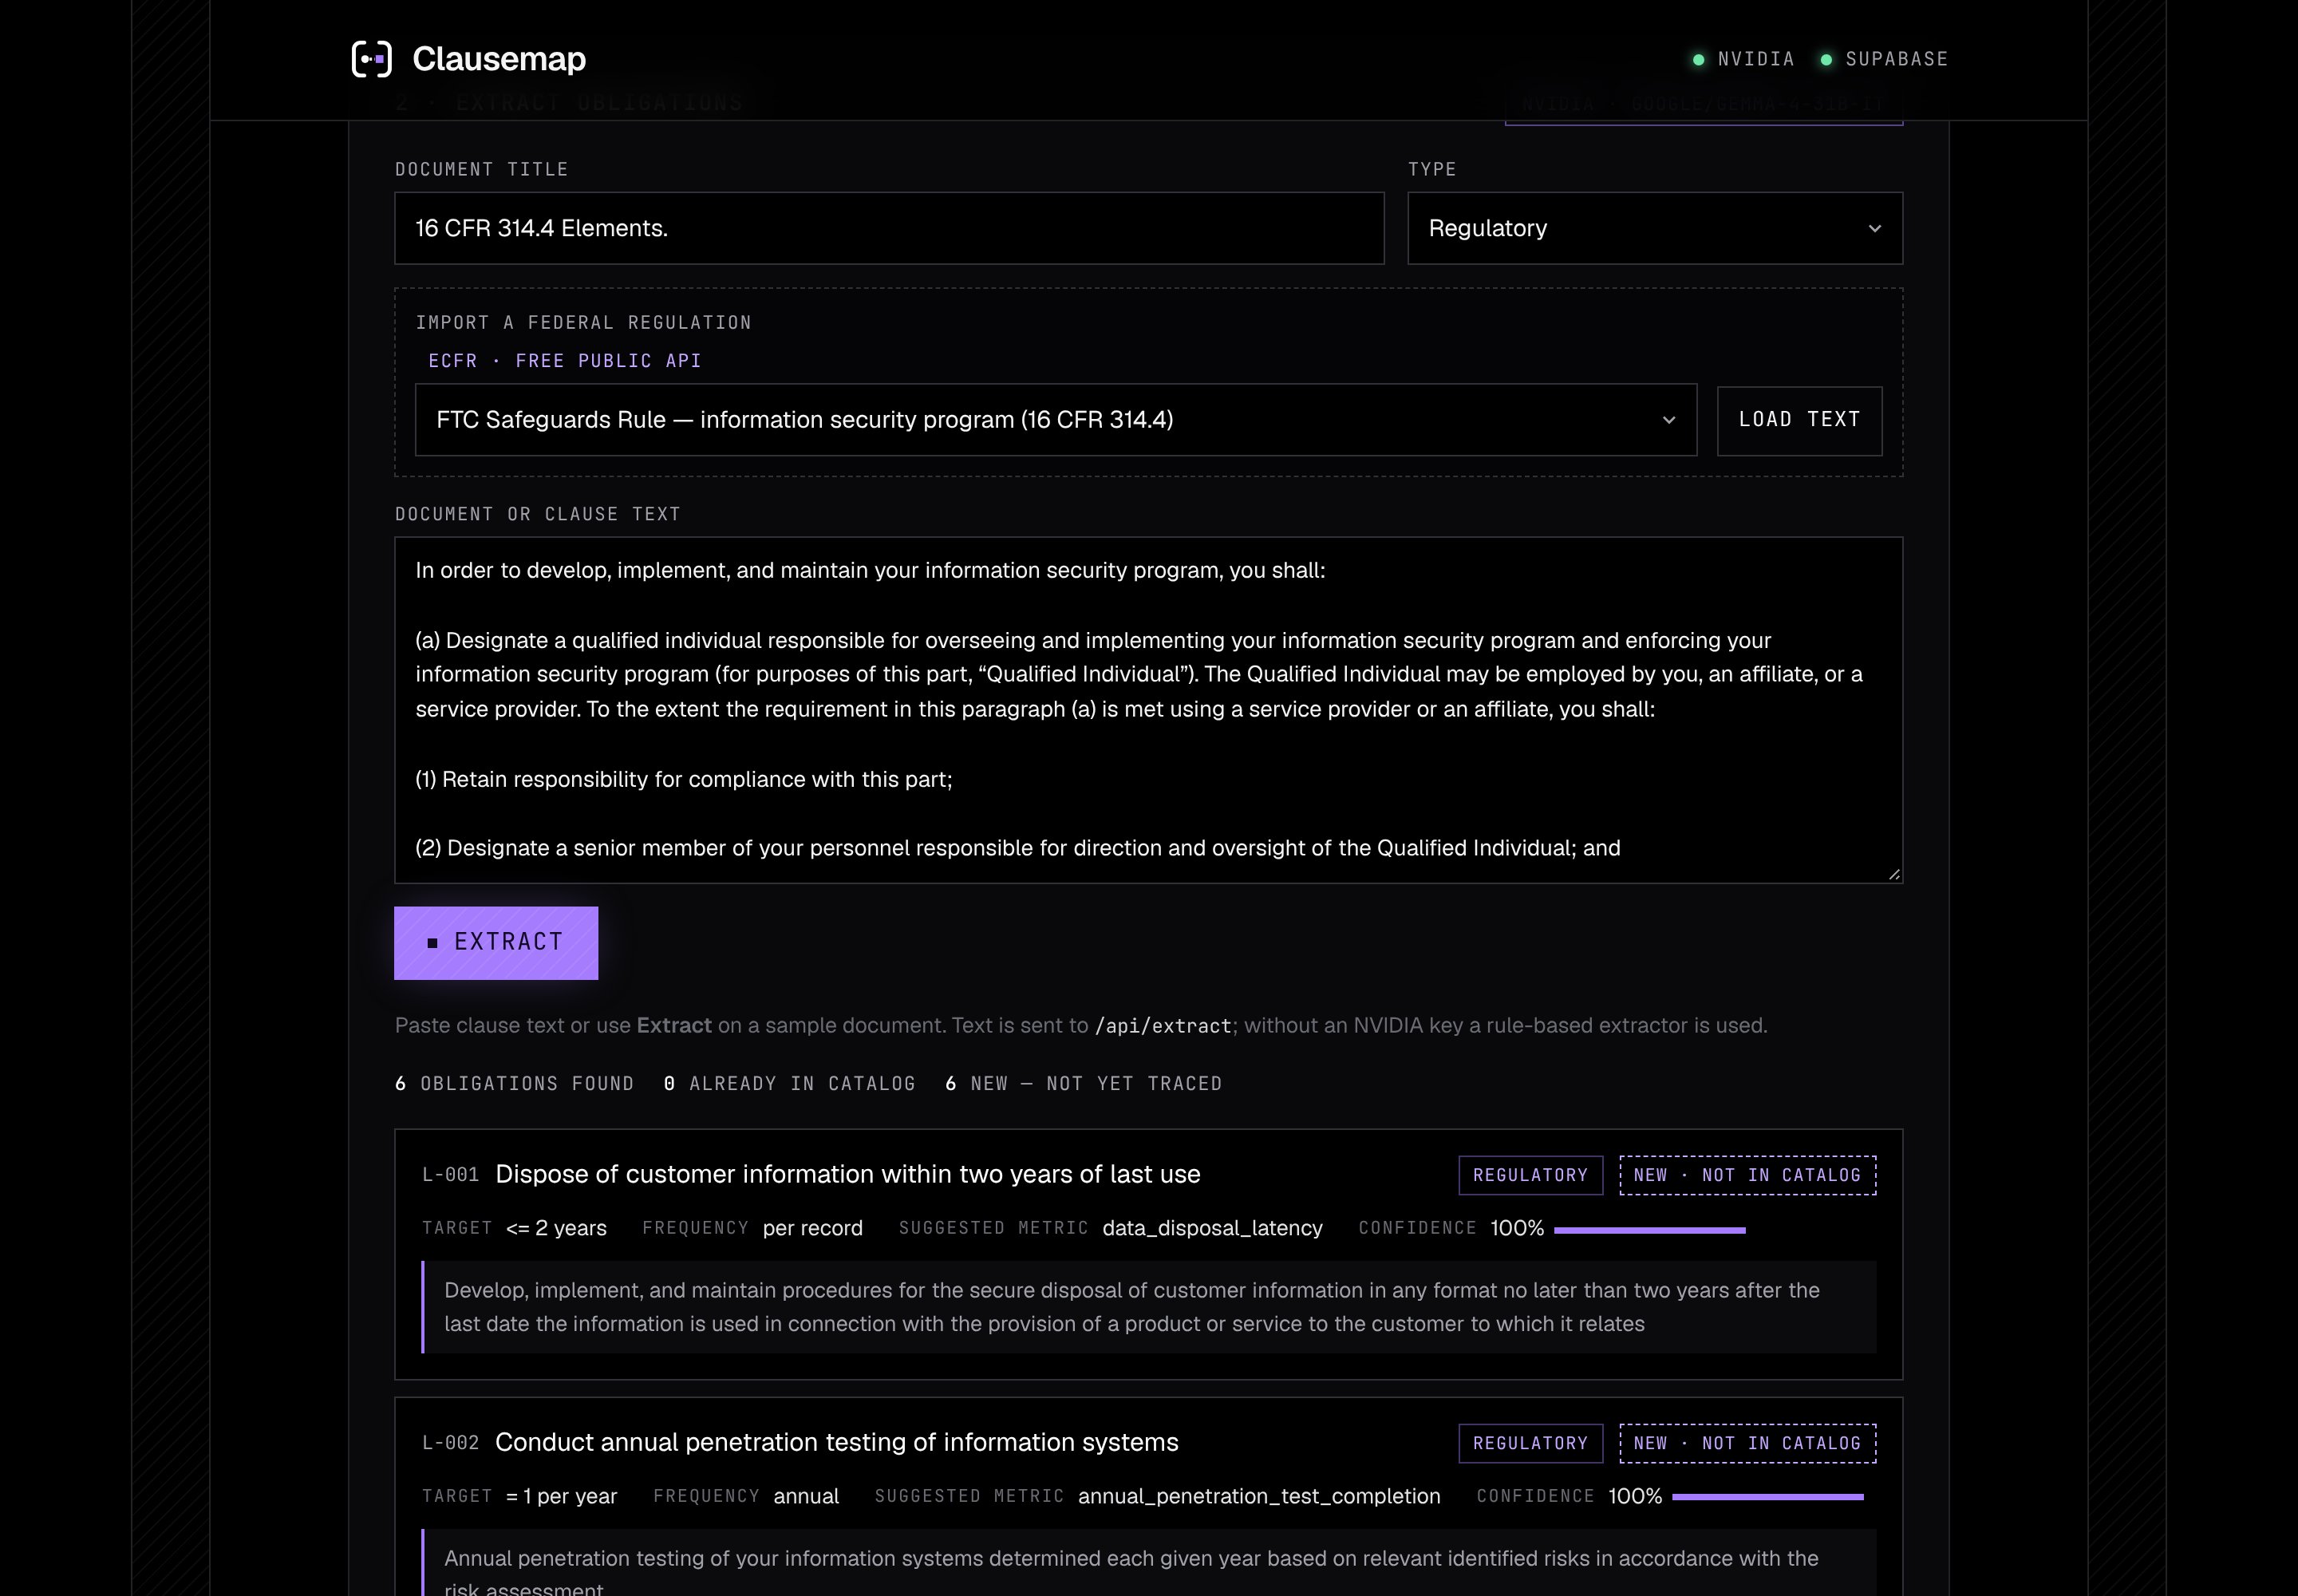 Clausemap
NVIDIA SUPABASE
2 · EXTRACT OBLIGATIONS
NVIDIA · GOOGLE/GEMMA-4-31B-IT
DOCUMENT TITLE
TYPE
16 CFR 314.4 Elements.
Regulatory
IMPORT A FEDERAL REGULATION
ECFR · FREE PUBLIC API
FTC Safeguards Rule — information security program (16 CFR 314.4)
LOAD TEXT
DOCUMENT OR CLAUSE TEXT
In order to develop, implement, and maintain your information security program, you shall:
(a) Designate a qualified individual responsible for overseeing and implementing your information security program and enforcing your
information security program (for purposes of this part, “Qualified Individual”). The Qualified Individual may be employed by you, an affiliate, or a
service provider. To the extent the requirement in this paragraph (a) is met using a service provider or an affiliate, you shall:
(1) Retain responsibility for compliance with this part;
(2) Designate a senior member of your personnel responsible for direction and oversight of the Qualified Individual; and
EXTRACT
Paste clause text or use Extract on a sample document. Text is sent to /api/extract; without an NVIDIA key a rule-based extractor is used.
6 OBLIGATIONS FOUND 0 ALREADY IN CATALOG 6 NEW — NOT YET TRACED
L-001 Dispose of customer information within two years of last use
REGULATORY NEW · NOT IN CATALOG
TARGET <= 2 years FREQUENCY per record SUGGESTED METRIC data_disposal_latency CONFIDENCE 100%
Develop, implement, and maintain procedures for the secure disposal of customer information in any format no later than two years after the
last date the information is used in connection with the provision of a product or service to the customer to which it relates
L-002 Conduct annual penetration testing of information systems
REGULATORY NEW · NOT IN CATALOG
TARGET = 1 per year FREQUENCY annual SUGGESTED METRIC annual_penetration_test_completion CONFIDENCE 100%
Annual penetration testing of your information systems determined each given year based on relevant identified risks in accordance with the
risk assessment